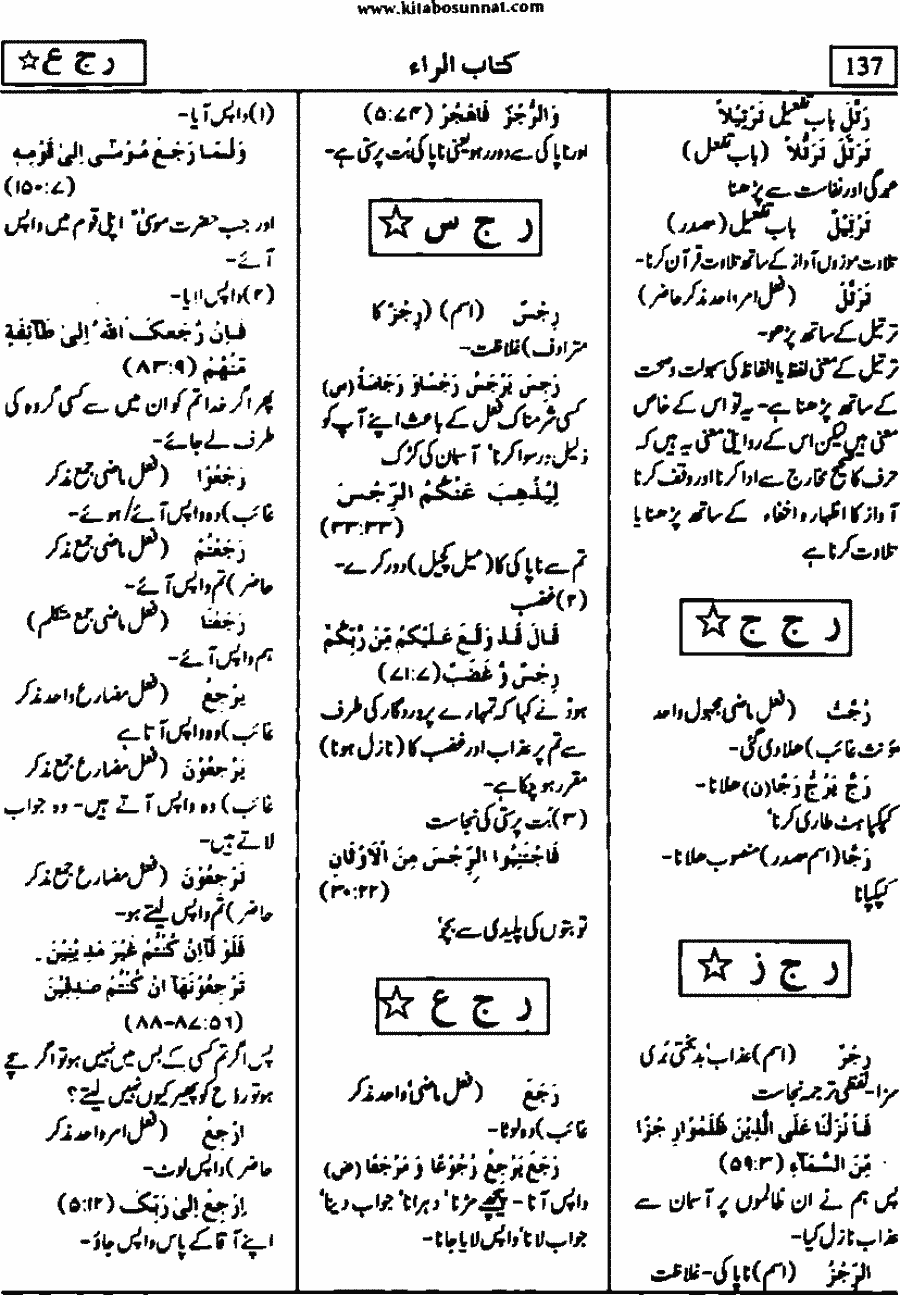 www.kitabosunnat.com
137
کتاب الراء
ر ج ع ☆
رَتَّلَ باب تفعیل تَرْتِیْلاً
تَرَتَّلَ تَرَتُّلاً (باب تفعل)
عمدگی اور نفاست سے پڑھنا
تَرْتِیْلٌ باب تفعیل (مصدر)
تلاوت موزوں آواز کے ساتھ تلاوت قرآن کرنا-
تَرَتَّلْ (فعل امر واحد مذکر حاضر)
ترتیل کے ساتھ پڑھو-
ترتیل کے معنی لفظ یا الفاظ کی سہولت و صحت
کے ساتھ پڑھنا ہے- یہ تو اس کے خاص
معنی ہیں لیکن اس کے روایتی معنی یہ ہیں کہ
حرف کا صحیح مخارج سے ادا کرنا اور وقف کرنا
آواز کا اظہار و اخفاء کے ساتھ پڑھنا یا
تلاوت کرنا ہے
ر ج ج ☆
رُجَّتْ (فعل ماضی مجہول واحد
مؤنث غائب) ہلا دی گئی-
رَجَّ یَرُجُّ رَجًّا (ن) ہلانا-
کپکپاہٹ طاری کرنا'
رَجًّا (اسم مصدر) منصوب ہلانا-
کپکپانا
ر ج ز ☆
رِجْزٌ (اسم) عذاب' بدبختی' بُری
سزا- لفظی ترجمہ نجاست
فَاَنْزَلْنَا عَلَی الَّذِیْنَ ظَلَمُوْا رِجْزًا
مِّنَ السَّمَآءِ (۵۹:۳)
پس ہم نے ان ظالموں پر آسمان سے
عذاب نازل کیا-
الرُّجْزُ (اسم) ناپاکی- غلاظت
وَالرُّجْزَ فَاهْجُرْ (۵:۷۴)
اور ناپاکی سے دور رہو یعنی ناپاکی بُت پرستی ہے-
ر ج س ☆
رِجْسٌ (اسم) (رِجْزٌ کا
مترادف) غلاظت-
رَجِسَ یَرْجَسُ رَجْسًا وَ رَجَاسَةً (س)
کسی شرمناک فعل کے باعث اپنے آپ کو
ذلیل و رسوا کرنا' آسمان کی کڑک
لِیُذْهِبَ عَنْکُمُ الرِّجْسَ
(۳۳:۳۳)
تم سے ناپاکی کا (میل کچیل) دور کرے-
(۲) غضب
قَالَ قَدْ وَقَعَ عَلَیْکُمْ مِّنْ رَّبِّکُمْ
رِجْسٌ وَّ غَضَبٌ (۷۱:۷)
ہودؑ نے کہا کہ تمہارے پروردگار کی طرف
سے تم پر عذاب اور غضب کا (نازل ہونا)
مقرر ہو چکا ہے-
(۳) بُت پرستی کی نجاست
فَاجْتَنِبُوا الرِّجْسَ مِنَ الْاَوْثَانِ
(۳۰:۲۲)
تو بتوں کی پلیدی سے بچو'
ر ج ع ☆
رَجَعَ (فعل ماضی واحد مذکر
غائب) وہ لوٹا-
رَجَعَ یَرْجِعُ رُجُوْعًا وَ مَرْجَعًا (ض)
واپس آنا- پیچھے مڑنا' دہرانا' جواب دینا'
جواب لانا' واپس لایا جانا-
(۱) واپس آیا-
وَلَمَّا رَجَعَ مُوْسٰی اِلٰی قَوْمِهٖ
(۱۵۰:۷)
اور جب حضرت موسیٰ اپنی قوم میں واپس
آئے-
(۲) واپس لایا-
فَاِنْ رَّجَعَکَ اللهُ اِلٰی طَآئِفَةٍ
مِّنْهُمْ (۸۳:۹)
پھر اگر خدا تم کو ان میں سے کسی گروہ کی
طرف لے جائے-
رَجَعُوْا (فعل ماضی جمع مذکر
غائب) وہ واپس آئے/ ہوئے-
رَجَعْتُمْ (فعل ماضی جمع مذکر
حاضر) تم واپس آئے-
رَجَعْنَا (فعل ماضی جمع متکلم)
ہم واپس آئے-
یَرْجِعُ (فعل مضارع واحد مذکر
غائب) وہ واپس آتا ہے
یَرْجِعُوْنَ (فعل مضارع جمع مذکر
غائب) وہ واپس آتے ہیں- وہ جواب
لاتے ہیں-
تَرْجِعُوْنَ (فعل مضارع جمع مذکر
حاضر) تم واپس لیتے ہو-
فَلَوْ لَآ اِنْ کُنْتُمْ غَیْرَ مَدِیْنِیْنَ۔
تَرْجِعُوْنَهَآ اِنْ کُنْتُمْ صٰدِقِیْنَ
(۸۸-۸۷:۵۶)
پس اگر تم کسی کے بس میں نہیں ہو تو اگر سچے
ہو تو روح کو پھیر کیوں نہیں لیتے؟
اِرْجِعْ (فعل امر واحد مذکر
حاضر) واپس لوٹ-
اِرْجِعْ اِلٰی رَبِّکَ (۵:۱۲)
اپنے آقا کے پاس واپس جاؤ-